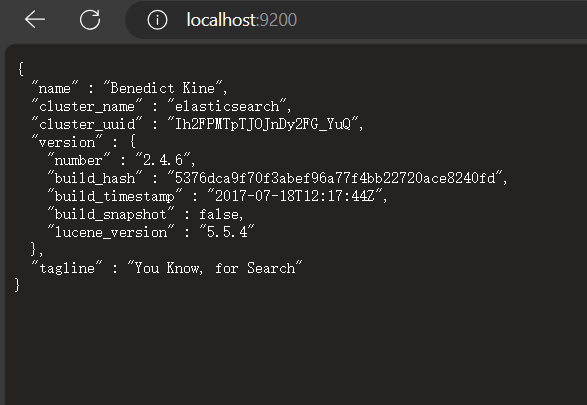 localhost:9200
{
"name" : "Benedict Kine",
"cluster_name" : "elasticsearch",
"cluster_uuid" : "Ih2FPMTpTJOJnDy2FG_YuQ",
"version" : {
"number" : "2.4.6",
"build_hash" : "5376dca9f70f3abef96a77f4bb22720ace8240fd",
"build_timestamp" : "2017-07-18T12:17:44Z",
"build_snapshot" : false,
"lucene_version" : "5.5.4"
},
"tagline" : "You Know, for Search"
}